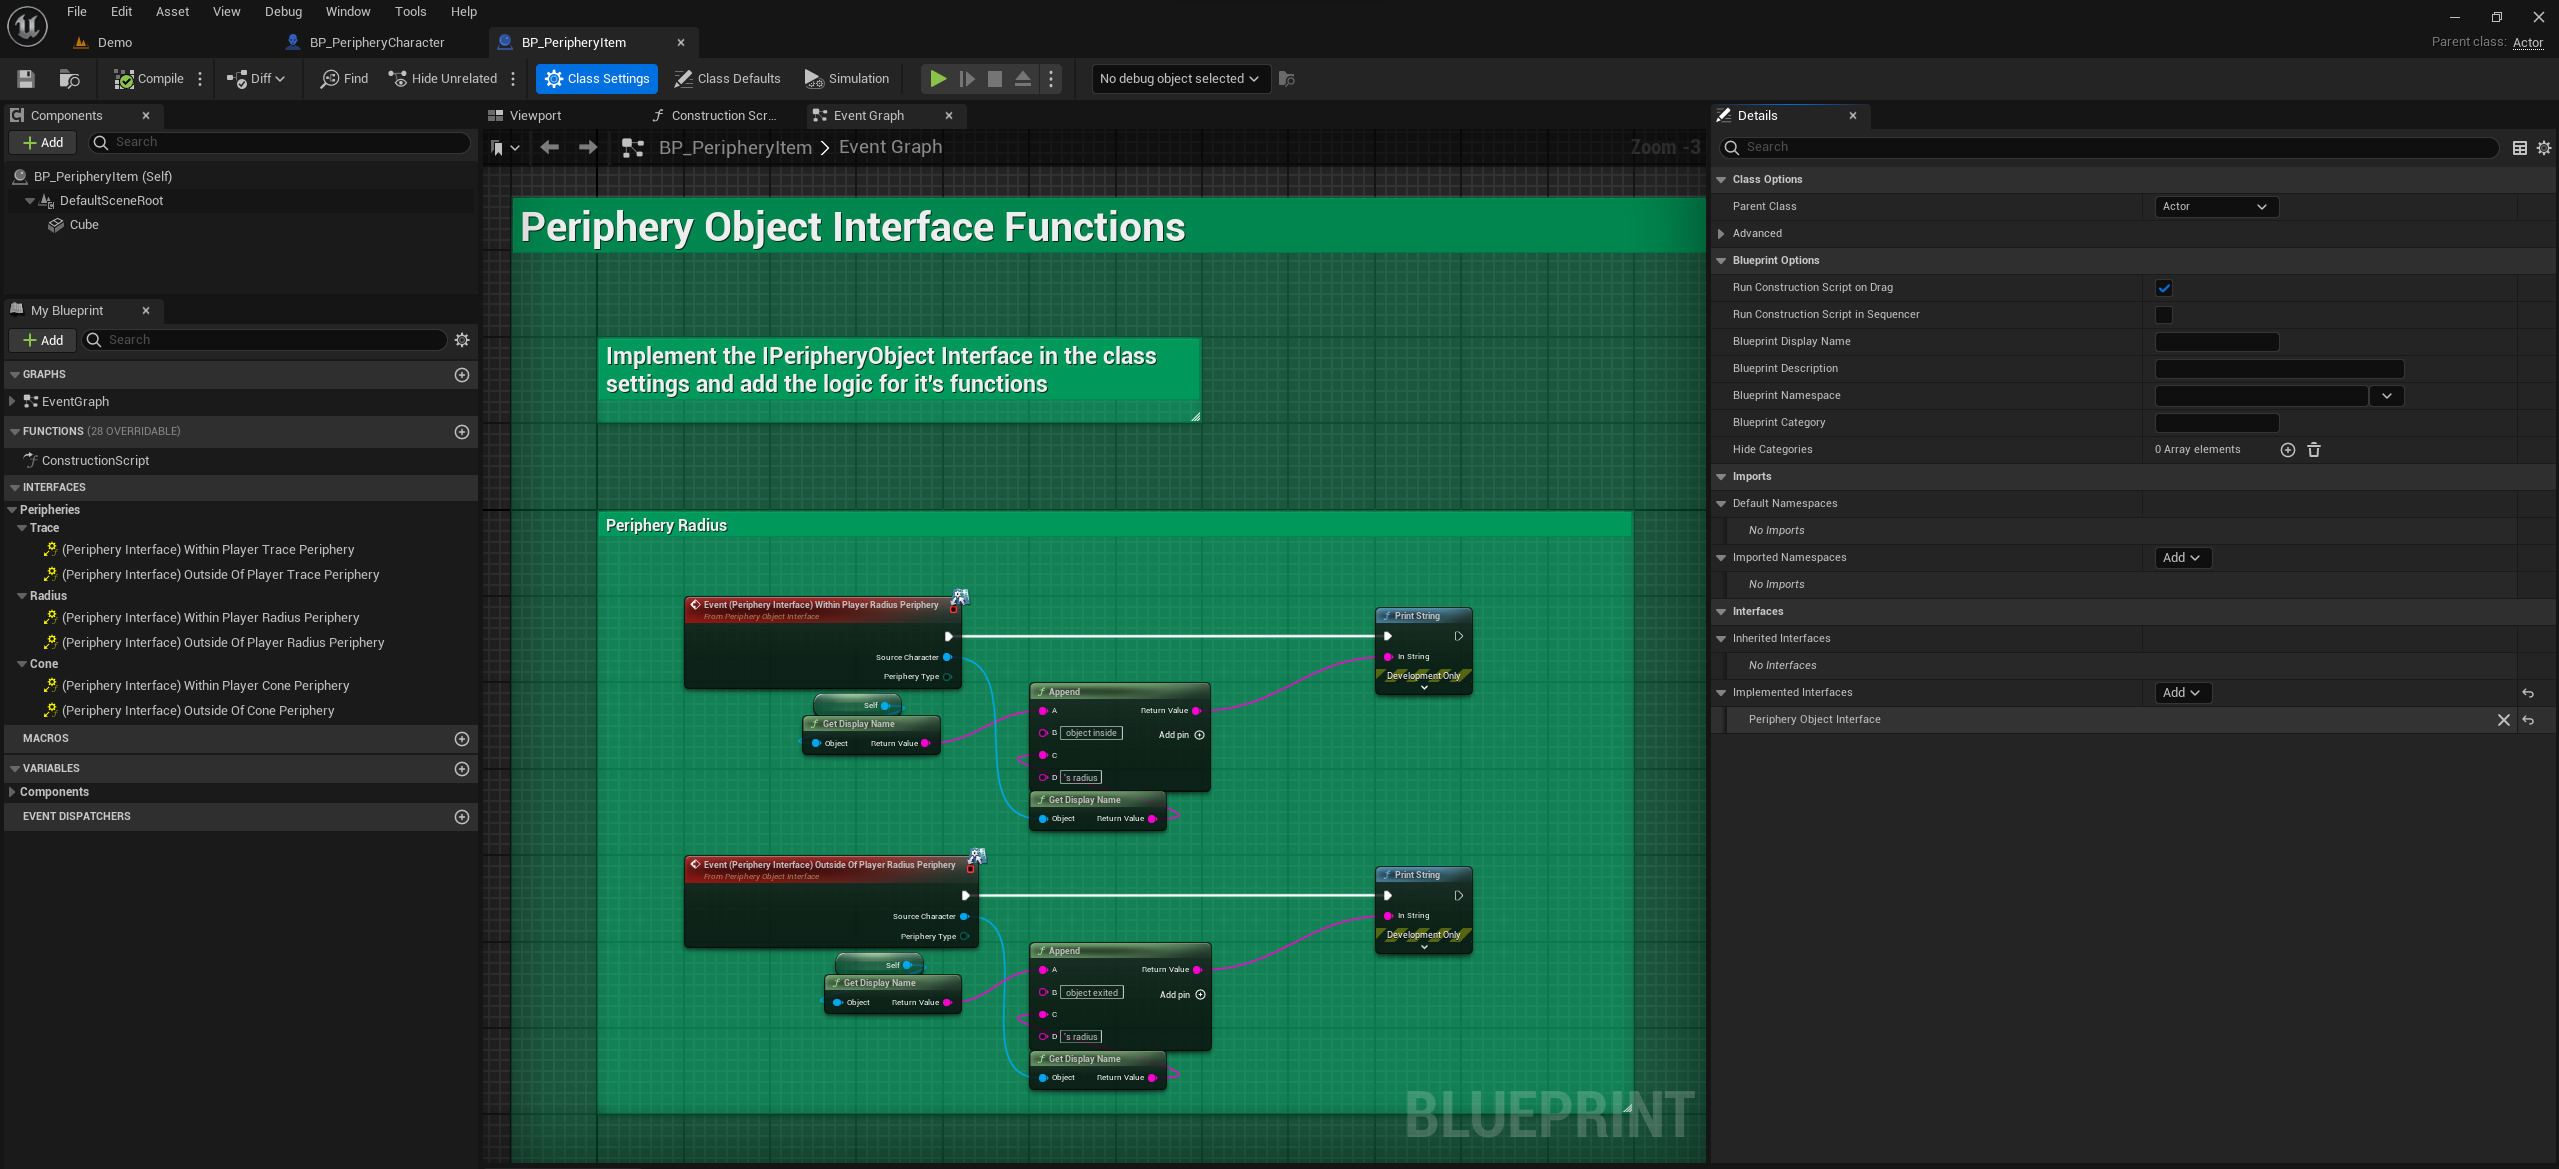 File Edit Asset View Debug Window Tools Help
Demo
BP_PeripheryCharacter
BP_PeripheryItem
Parent class: Actor
Compile
Diff
Find
Hide Unrelated
Class Settings
Class Defaults
Simulation
No debug object selected
Components
Add
Search
BP_PeripheryItem (Self)
DefaultSceneRoot
Cube
My Blueprint
Add
Search
GRAPHS
EventGraph
FUNCTIONS (28 OVERRIDABLE)
ConstructionScript
INTERFACES
Peripheries
Trace
(Periphery Interface) Within Player Trace Periphery
(Periphery Interface) Outside Of Player Trace Periphery
Radius
(Periphery Interface) Within Player Radius Periphery
(Periphery Interface) Outside Of Player Radius Periphery
Cone
(Periphery Interface) Within Player Cone Periphery
(Periphery Interface) Outside Of Cone Periphery
MACROS
VARIABLES
Components
EVENT DISPATCHERS
Viewport
Construction Scr...
Event Graph
BP_PeripheryItem > Event Graph
Zoom -3
Periphery Object Interface Functions
Implement the IPeripheryObject Interface in the class
settings and add the logic for it's functions
Periphery Radius
Event (Periphery Interface) Within Player Radius Periphery
From Periphery Object Interface
Source Character
Periphery Type
Self
Get Display Name
Object Return Value
Append
A Return Value
B object inside Add pin
C
D 's radius
Get Display Name
Object Return Value
Print String
In String
Development Only
Event (Periphery Interface) Outside Of Player Radius Periphery
From Periphery Object Interface
Source Character
Periphery Type
Self
Get Display Name
Object Return Value
Append
A Return Value
B object exited Add pin
C
D 's radius
Get Display Name
Object Return Value
Print String
In String
Development Only
BLUEPRINT
Details
Search
Class Options
Parent Class Actor
Advanced
Blueprint Options
Run Construction Script on Drag
Run Construction Script in Sequencer
Blueprint Display Name
Blueprint Description
Blueprint Namespace
Blueprint Category
Hide Categories 0 Array elements
Imports
Default Namespaces
No Imports
Imported Namespaces Add
No Imports
Interfaces
Inherited Interfaces
No Interfaces
Implemented Interfaces Add
Periphery Object Interface